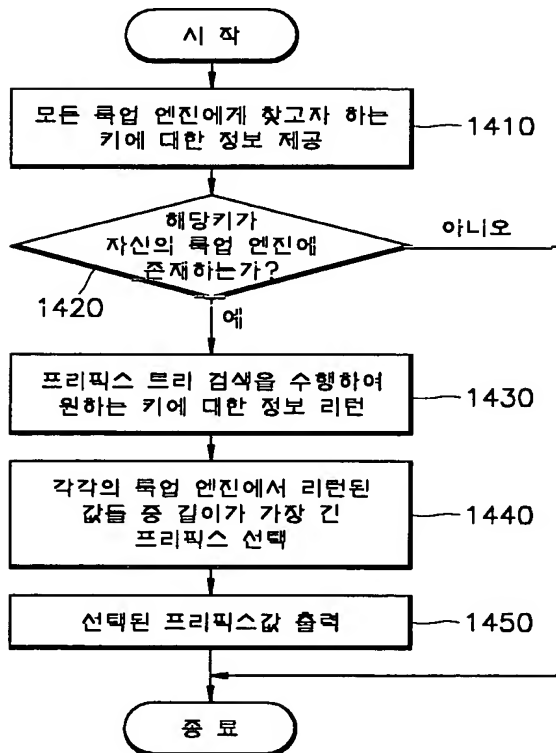 시 작
모든 룩업 엔진에게 찾고자 하는
키에 대한 정보 제공
1410
해당키가
자신의 룩업 엔진에
존재하는가?
아니오
1420
예
프리픽스 트리 검색을 수행하여
원하는 키에 대한 정보 리턴
1430
각각의 룩업 엔진에서 리턴된
값들 중 길이가 가장 긴
프리픽스 선택
1440
선택된 프리픽스값 출력
1450
종 료